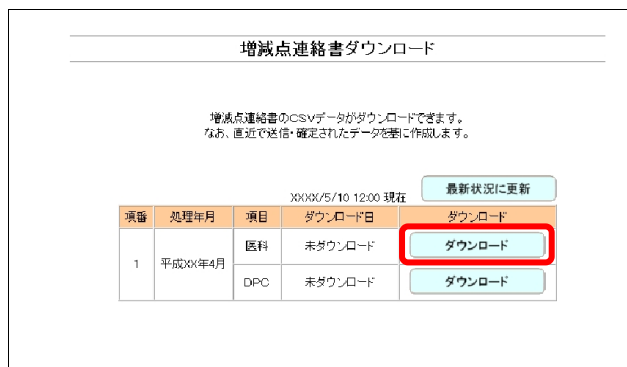 増減点連絡書ダウンロード
増減点連絡書のCSVデータがダウンロードできます。
なお、直近で送信・確定されたデータを基に作成します。
XXXX/5/10 12:00 現在 最新状況に更新
項番 処理年月 項目 ダウンロード日 ダウンロード
1 平成XX年4月 医科 未ダウンロード ダウンロード
DPC 未ダウンロード ダウンロード